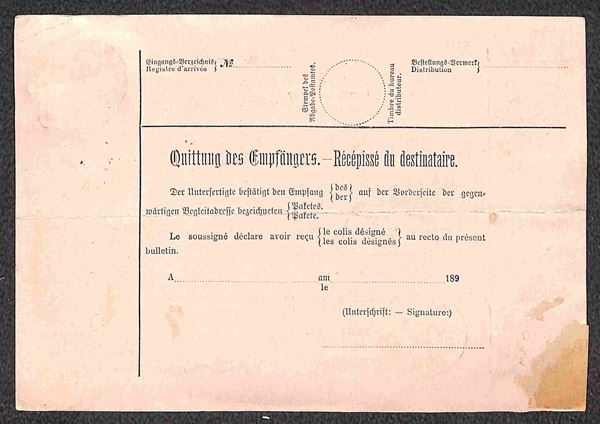 Eingangs-Verzeichnis
Registre d'arrivée } №
Stempel des
Abgabe-Postamtes.
Timbre du bureau
distributeur.
Bestellungs-Vermerk
Distribution }
Quittung des Empfängers. — Récépissé du destinataire.
Der Unterfertigte bestätigt den Empfang {des/der} auf der Vorderseite der gegen-
wärtigen Begleitadresse bezeichneten {Paketes./Pakete.
Le soussigné déclare avoir reçu {le colis désigné/les colis désignés} au recto du présent
bulletin.
A am/le 189
(Unterschrift: — Signature:)